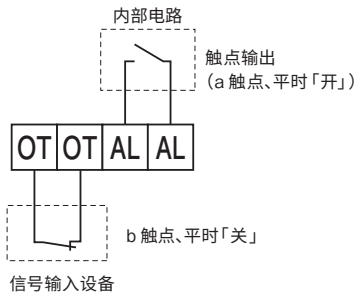 内部电路
触点输出
（a 触点、平时「开」）
OT OT AL AL
b 触点、平时「关」
信号输入设备